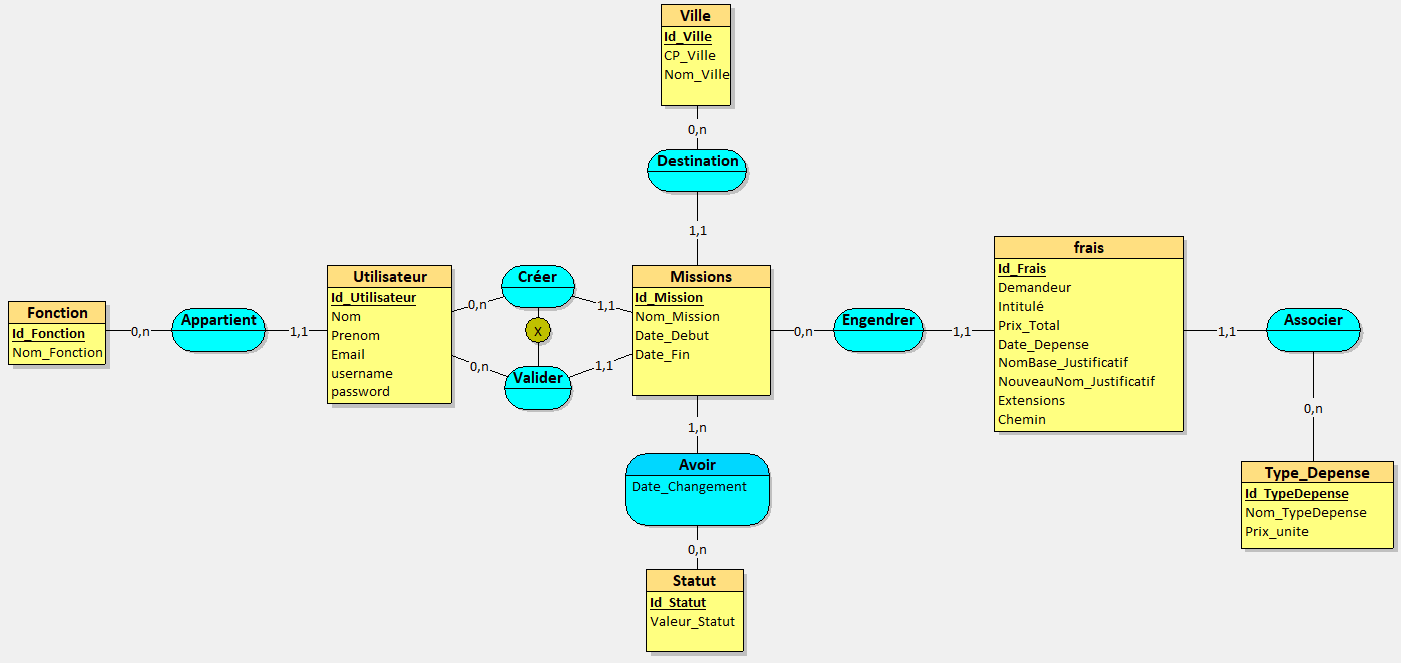 Ville
Id_Ville
CP_Ville
Nom_Ville
0,n
Destination
1,1
Fonction
Id_Fonction
Nom_Fonction
0,n
Appartient
1,1
Utilisateur
Id_Utilisateur
Nom
Prenom
Email
username
password
0,n
Créer
1,1
X
0,n
Valider
1,1
Missions
Id_Mission
Nom_Mission
Date_Debut
Date_Fin
0,n
Engendrer
1,1
frais
Id_Frais
Demandeur
Intitulé
Prix_Total
Date_Depense
NomBase_Justificatif
NouveauNom_Justificatif
Extensions
Chemin
1,1
Associer
0,n
Type_Depense
Id_TypeDepense
Nom_TypeDepense
Prix_unite
1,n
Avoir
Date_Changement
0,n
Statut
Id_Statut
Valeur_Statut